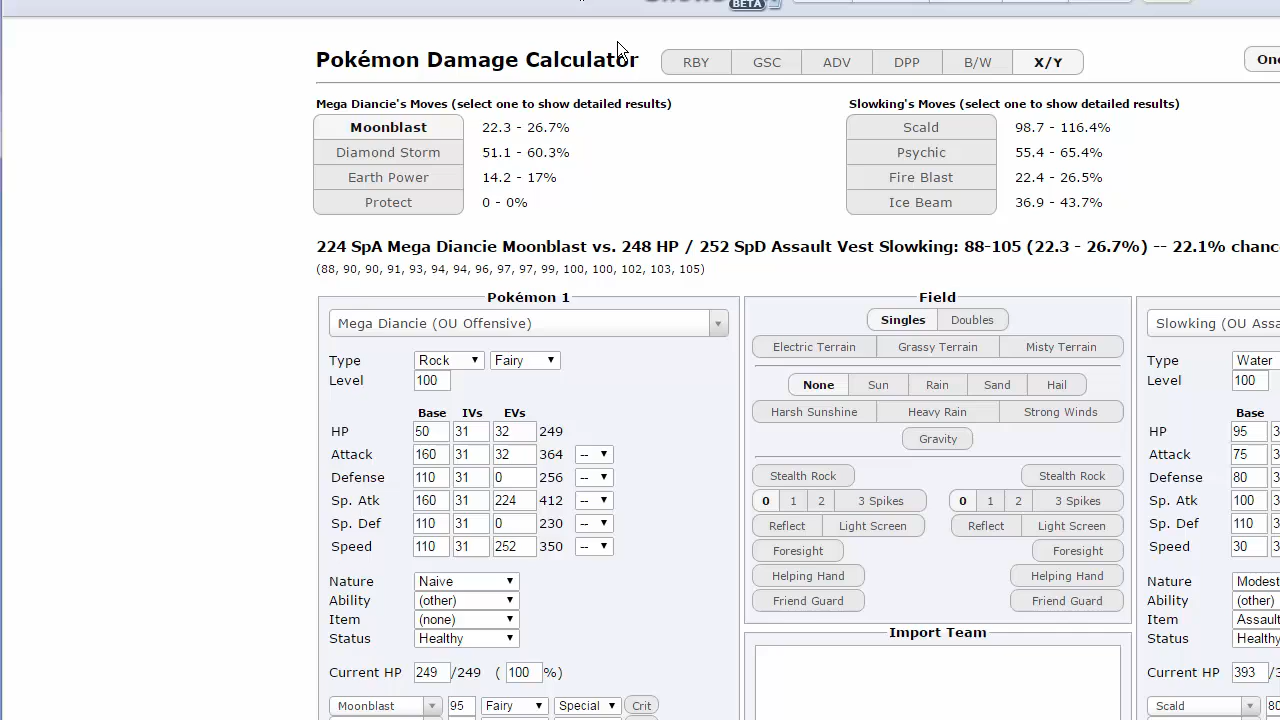 BETA
Pokémon Damage Calculator RBY GSC ADV DPP B/W X/Y
Mega Diancie's Moves (select one to show detailed results)
Moonblast 22.3 - 26.7%
Diamond Storm 51.1 - 60.3%
Earth Power 14.2 - 17%
Protect 0 - 0%
Slowking's Moves (select one to show detailed results)
Scald 98.7 - 116.4%
Psychic 55.4 - 65.4%
Fire Blast 22.4 - 26.5%
Ice Beam 36.9 - 43.7%
224 SpA Mega Diancie Moonblast vs. 248 HP / 252 SpD Assault Vest Slowking: 88-105 (22.3 - 26.7%) -- 22.1% chanc
(88, 90, 90, 91, 93, 94, 94, 96, 97, 97, 99, 100, 100, 102, 103, 105)
Pokémon 1
Mega Diancie (OU Offensive)
Type Rock Fairy
Level 100
Base IVs EVs
HP 50 31 32 249
Attack 160 31 32 364 --
Defense 110 31 0 256 --
Sp. Atk 160 31 224 412 --
Sp. Def 110 31 0 230 --
Speed 110 31 252 350 --
Nature Naive
Ability (other)
Item (none)
Status Healthy
Current HP 249 /249 ( 100 %)
Moonblast 95 Fairy Special Crit
Field
Singles Doubles
Electric Terrain Grassy Terrain Misty Terrain
None Sun Rain Sand Hail
Harsh Sunshine Heavy Rain Strong Winds
Gravity
Stealth Rock Stealth Rock
0 1 2 3 Spikes 0 1 2 3 Spikes
Reflect Light Screen Reflect Light Screen
Foresight Foresight
Helping Hand Helping Hand
Friend Guard Friend Guard
Import Team
Slowking (OU Assa
Type Water
Level 100
Base
HP 95
Attack 75
Defense 80
Sp. Atk 100
Sp. Def 110
Speed 30
Nature Modest
Ability (other)
Item Assaul
Status Healthy
Current HP 393
Scald 80